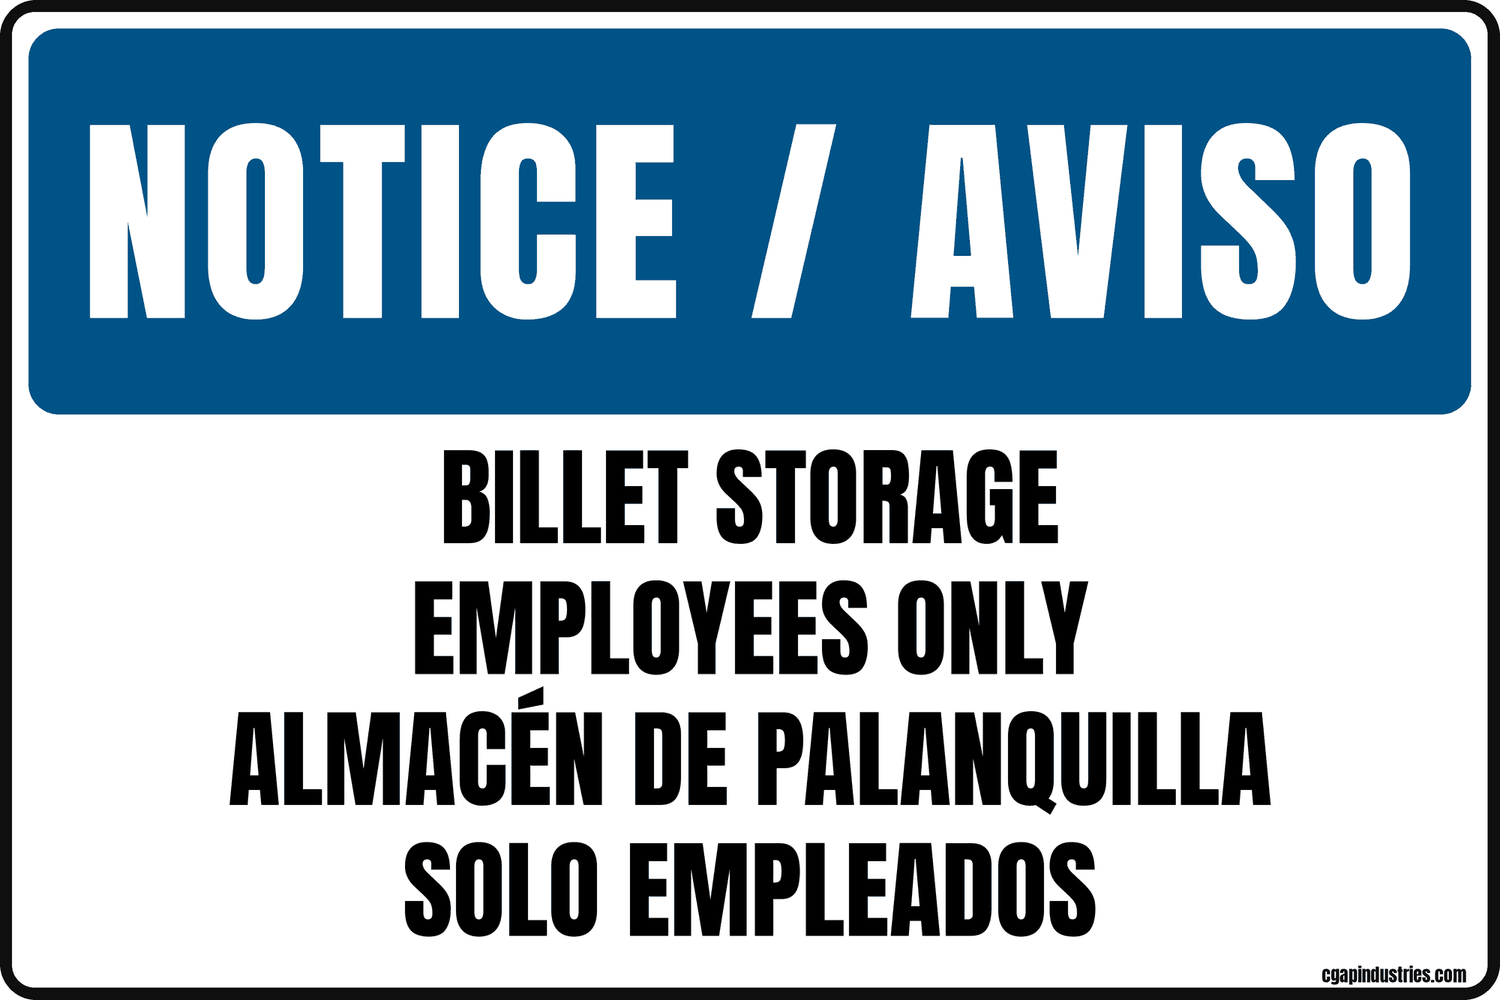 NOTICE / AVISO
BILLET STORAGE
EMPLOYEES ONLY
ALMACÉN DE PALANQUILLA
SOLO EMPLEADOS
cgapindustries.com